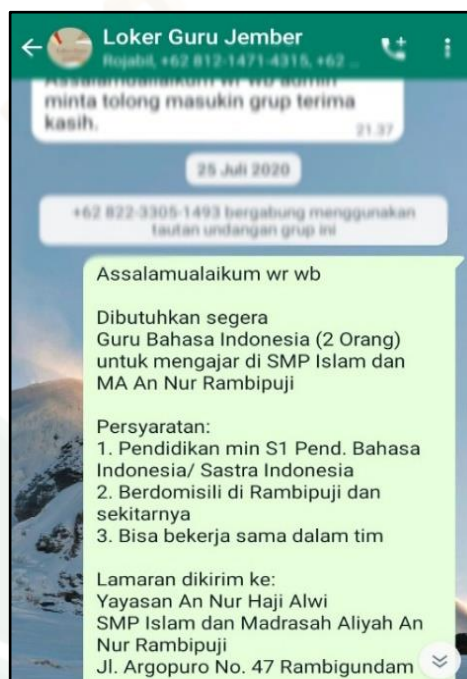 Loker Guru Jember
Rojabil, +62 812-1471-4315, +62 ...
Assalamualaikum wr wb admin
minta tolong masukin grup terima
kasih.
21.37
25 Juli 2020
+62 822-3305-1493 bergabung menggunakan
tautan undangan grup ini
Assalamualaikum wr wb
Dibutuhkan segera
Guru Bahasa Indonesia (2 Orang)
untuk mengajar di SMP Islam dan
MA An Nur Rambipuji
Persyaratan:
1. Pendidikan min S1 Pend. Bahasa
Indonesia/ Sastra Indonesia
2. Berdomisili di Rambipuji dan
sekitarnya
3. Bisa bekerja sama dalam tim
Lamaran dikirim ke:
Yayasan An Nur Haji Alwi
SMP Islam dan Madrasah Aliyah An
Nur Rambipuji
Jl. Argopuro No. 47 Rambigundam